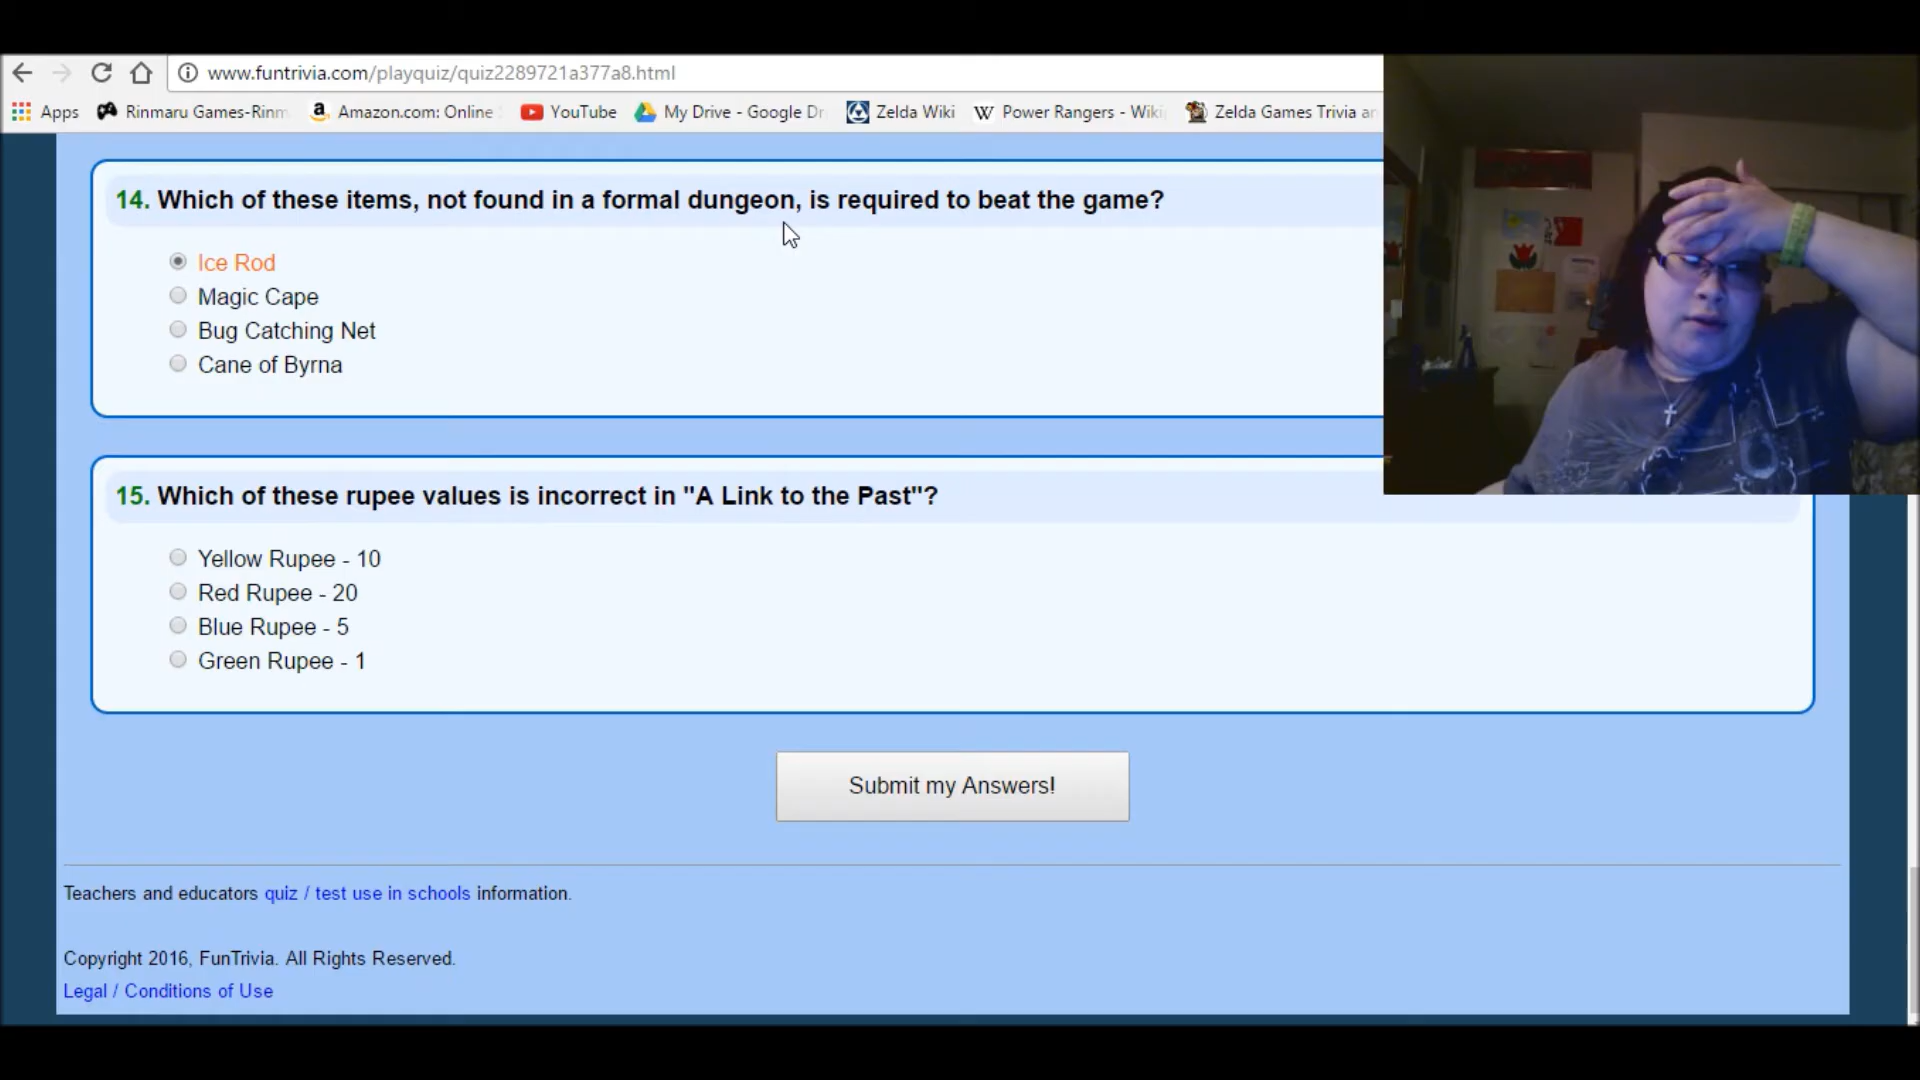 www.funtrivia.com/playquiz/quiz2289721a377a8.html
Apps Rinmaru Games-Rinm Amazon.com: Online YouTube My Drive - Google Dr Zelda Wiki Power Rangers - Wiki Zelda Games Trivia an
14. Which of these items, not found in a formal dungeon, is required to beat the game?
Ice Rod
Magic Cape
Bug Catching Net
Cane of Byrna
15. Which of these rupee values is incorrect in "A Link to the Past"?
Yellow Rupee - 10
Red Rupee - 20
Blue Rupee - 5
Green Rupee - 1
Submit my Answers!
Teachers and educators quiz / test use in schools information.
Copyright 2016, FunTrivia. All Rights Reserved.
Legal / Conditions of Use